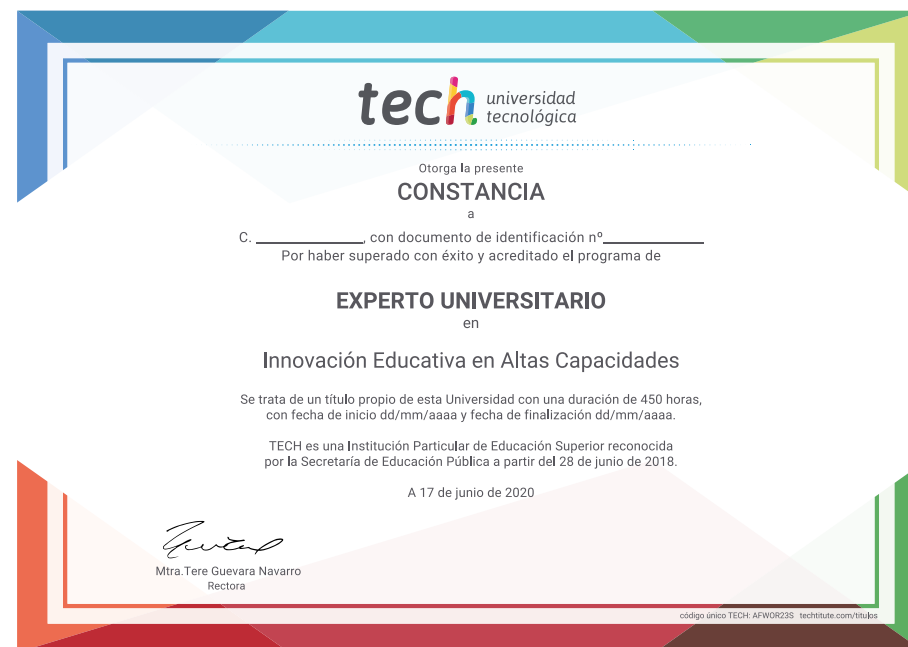 tech universidad
tecnológica
Otorga la presente
CONSTANCIA
a
C. ____________, con documento de identificación nº____________
Por haber superado con éxito y acreditado el programa de
EXPERTO UNIVERSITARIO
en
Innovación Educativa en Altas Capacidades
Se trata de un título propio de esta Universidad con una duración de 450 horas,
con fecha de inicio dd/mm/aaaa y fecha de finalización dd/mm/aaaa.
TECH es una Institución Particular de Educación Superior reconocida
por la Secretaría de Educación Pública a partir del 28 de junio de 2018.
A 17 de junio de 2020
Mtra.Tere Guevara Navarro
Rectora
código único TECH: AFWOR23S techtitute.com/titulos